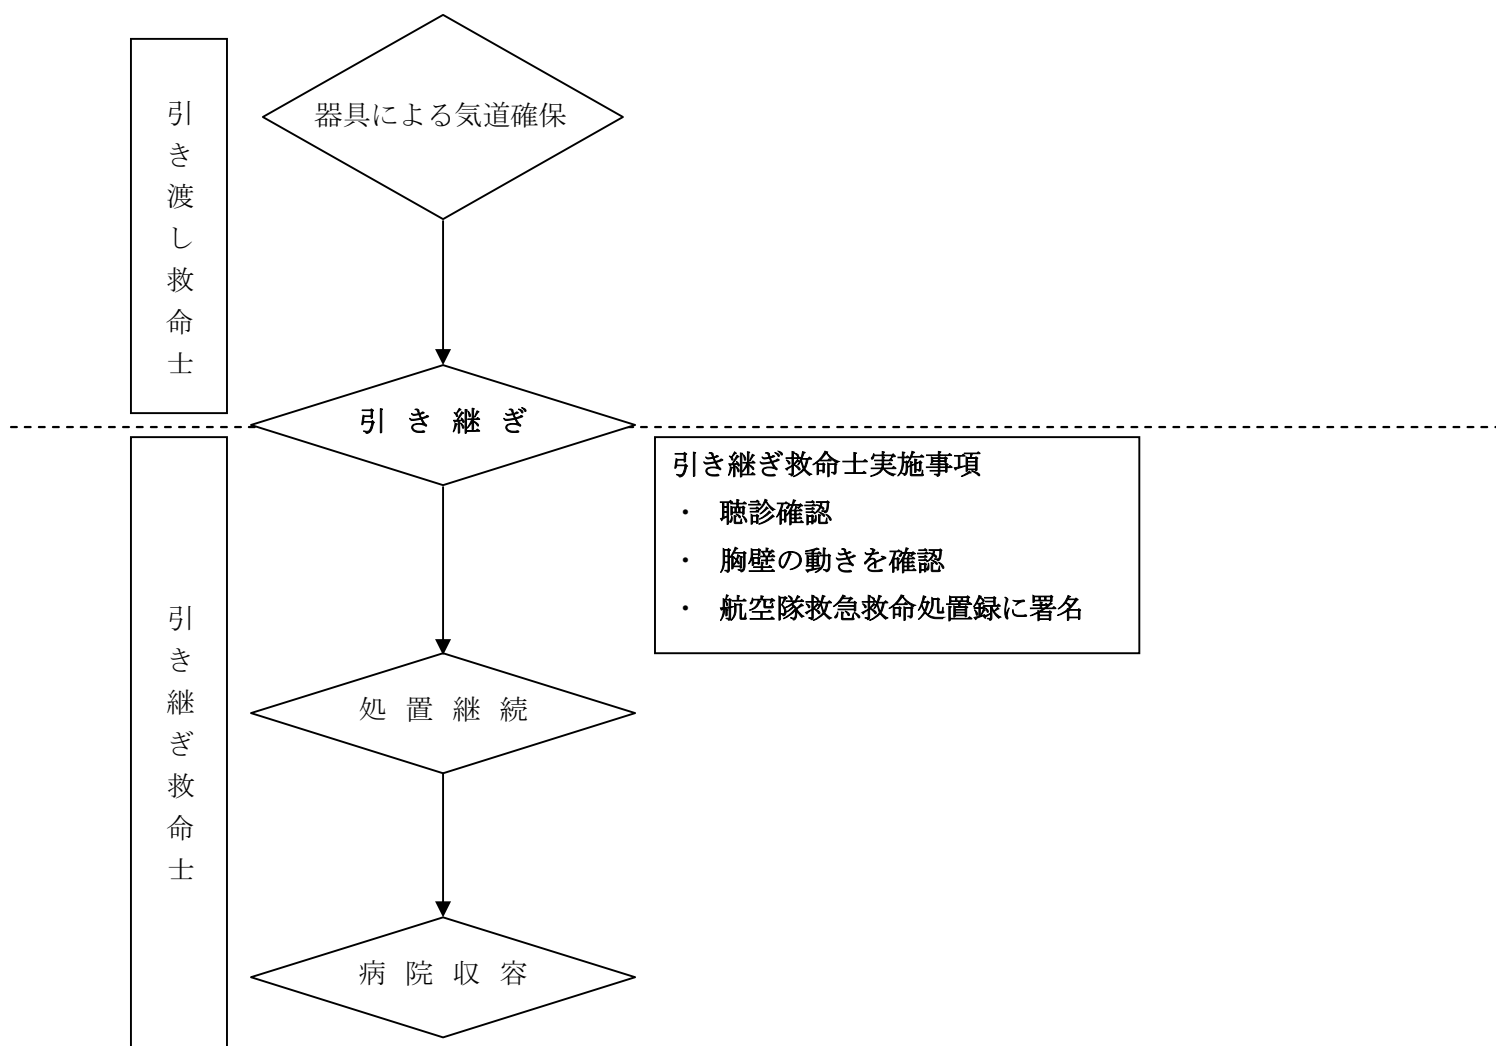 引き渡し救命士
器具による気道確保
引き継ぎ
引き継ぎ救命士実施事項
・ 聴診確認
・ 胸壁の動きを確認
・ 航空隊救急救命処置録に署名
引き継ぎ救命士
処置継続
病院収容